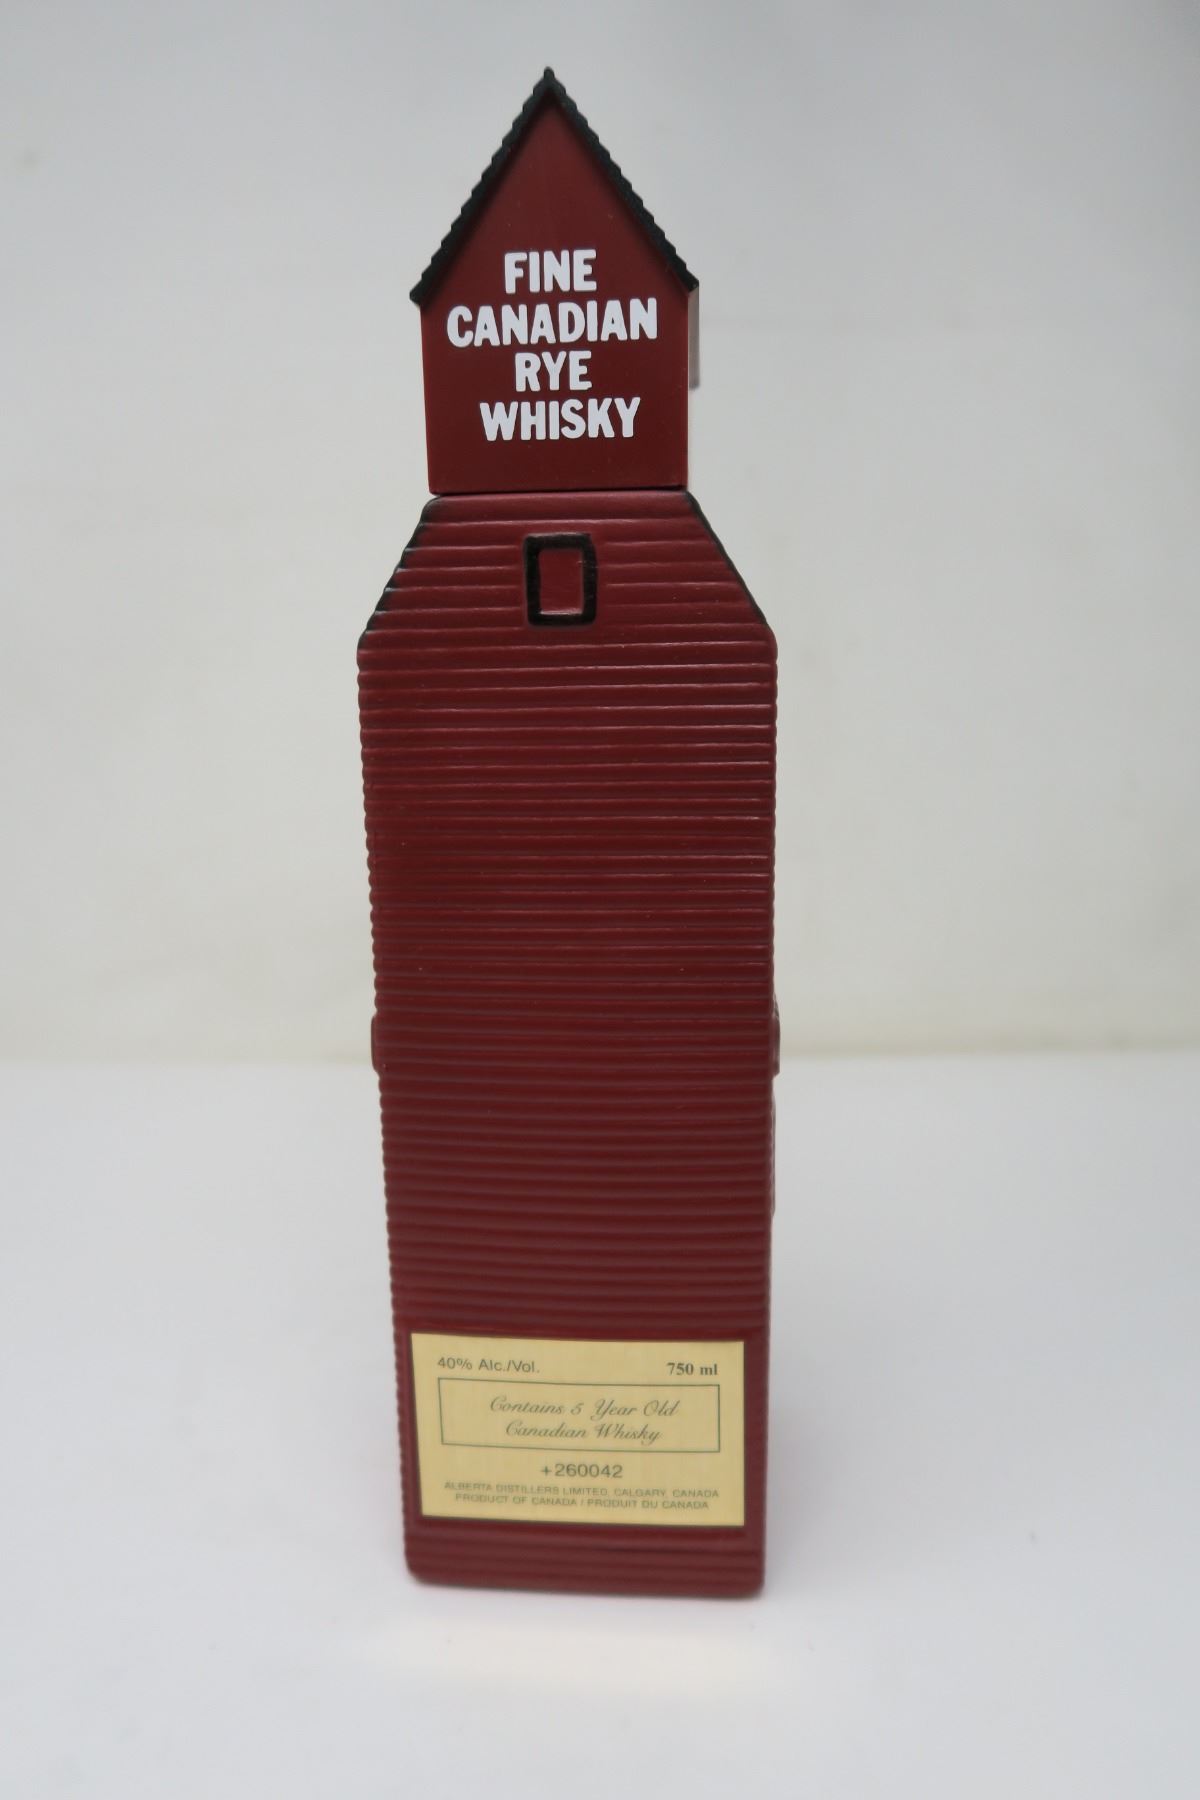 FINE
CANADIAN
RYE
WHISKY
40% Alc./Vol. 750 ml
Contains 5 Year Old
Canadian Whisky
+260042
ALBERTA DISTILLERS LIMITED, CALGARY, CANADA
PRODUCT OF CANADA / PRODUIT DU CANADA